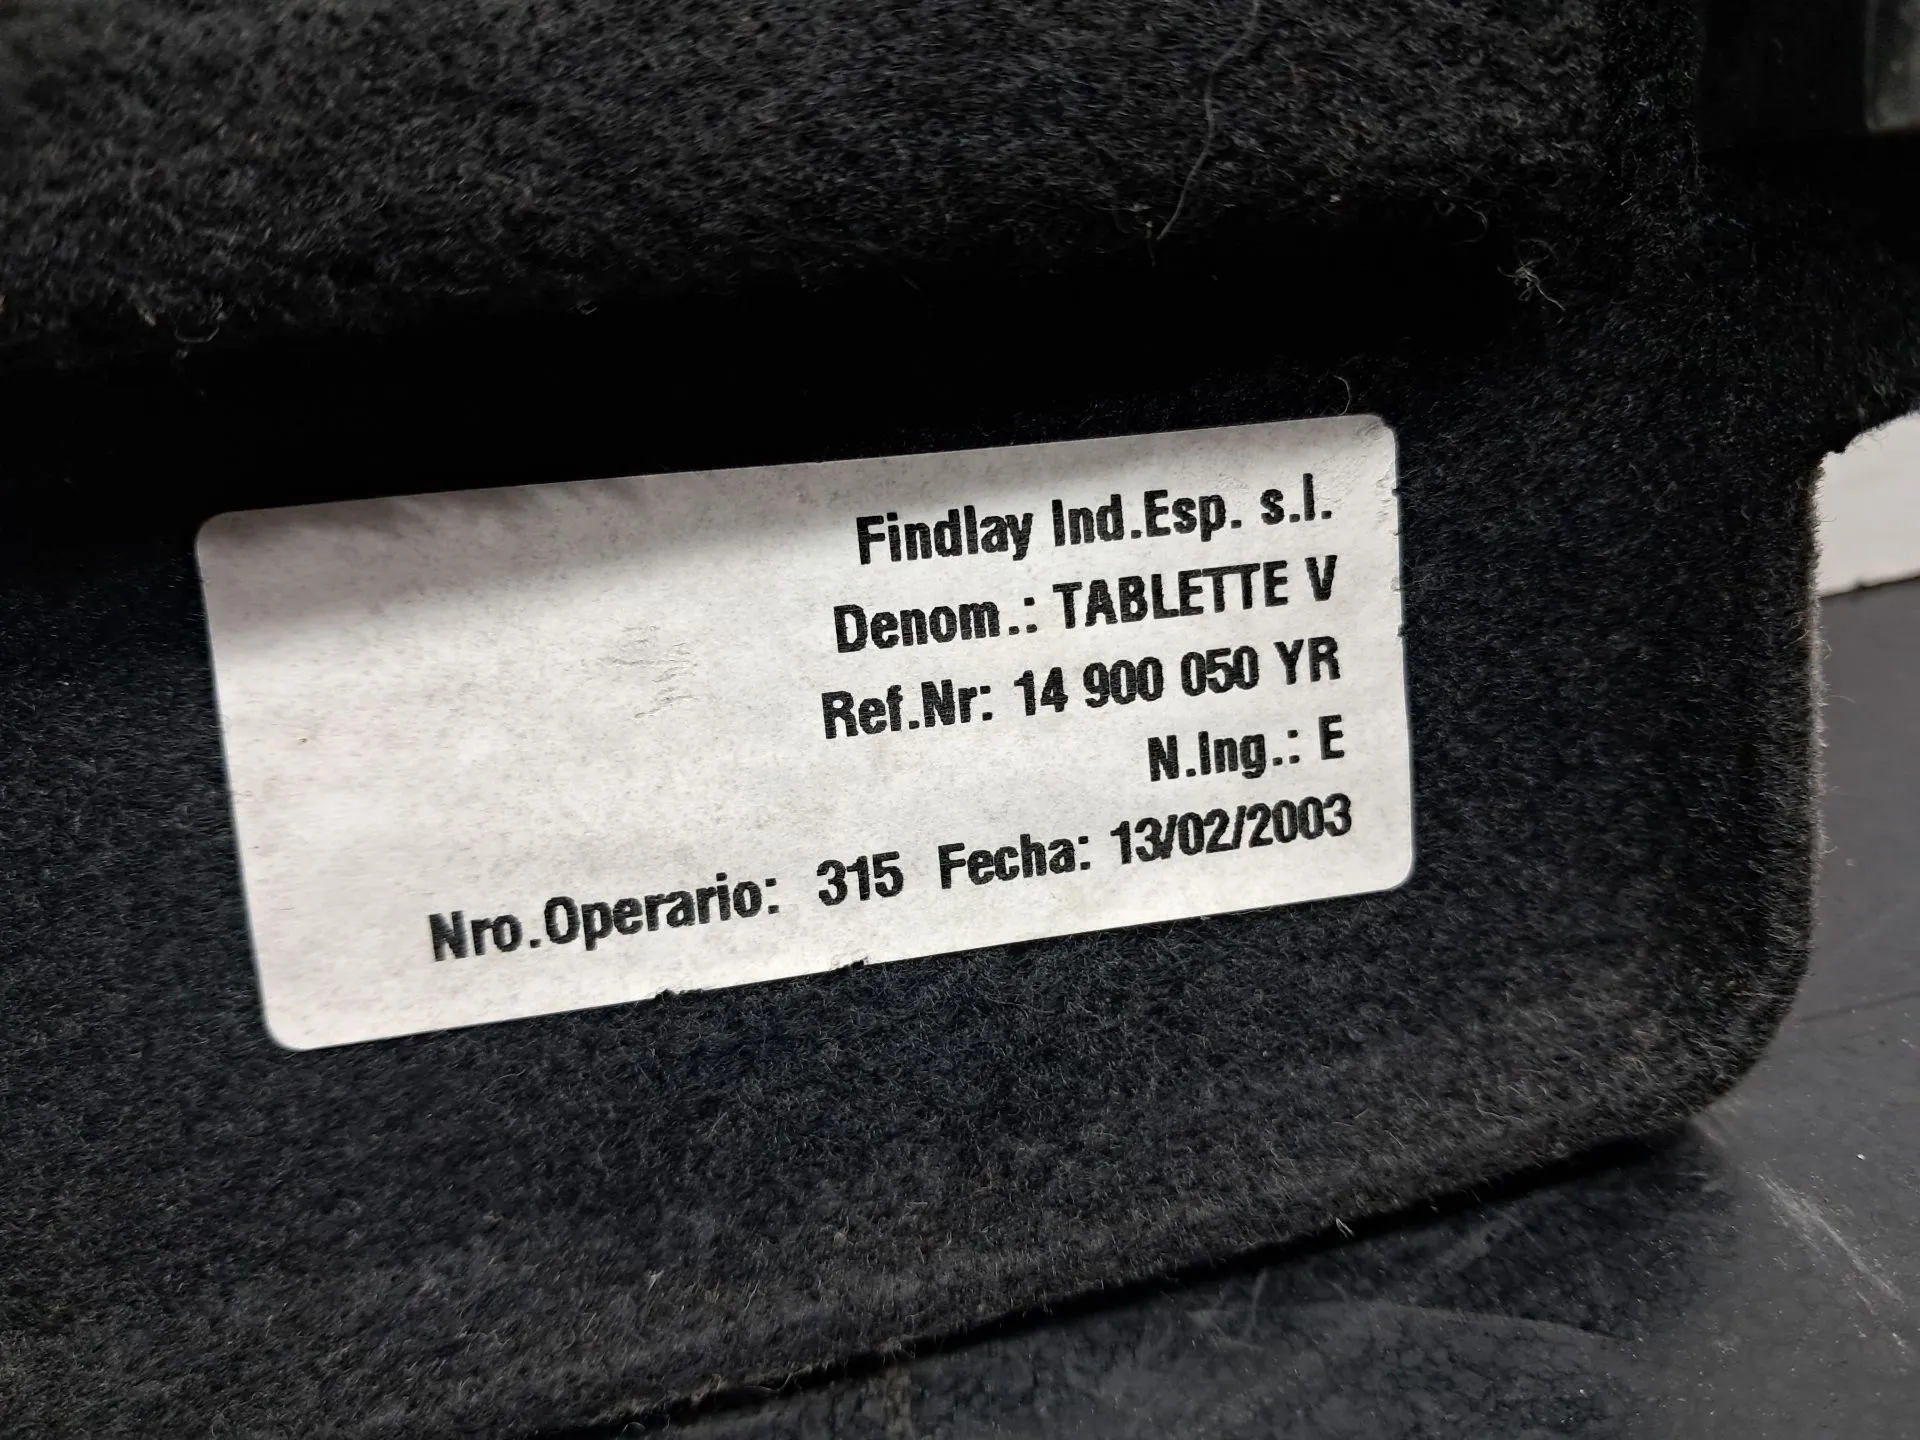 Findlay Ind.Esp. s.l.
Denom.: TABLETTE V
Ref.Nr: 14 900 050 YR
N.Ing.: E
Nro.Operario: 315 Fecha: 13/02/2003